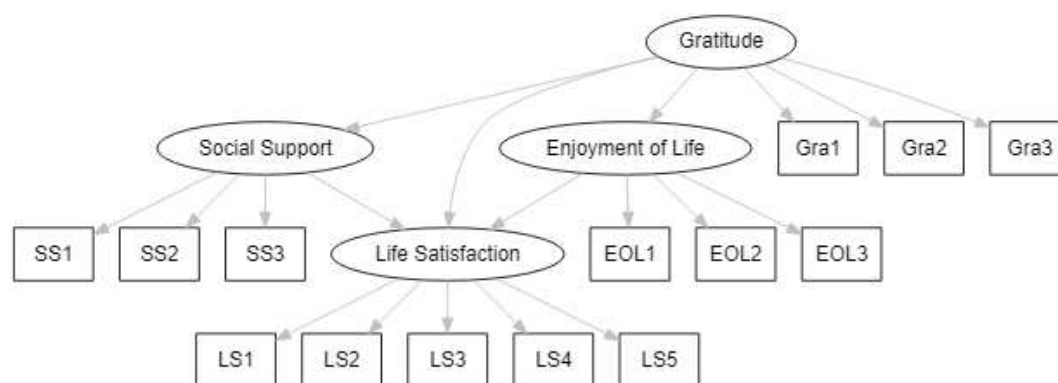 Gratitude
Social Support
Enjoyment of Life
Gra1
Gra2
Gra3
SS1
SS2
SS3
Life Satisfaction
EOL1
EOL2
EOL3
LS1
LS2
LS3
LS4
LS5